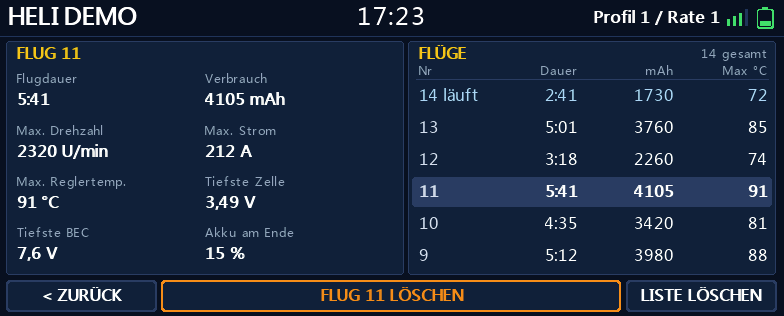 HELI DEMO 17:23 Profil 1 / Rate 1
FLUG 11
Flugdauer Verbrauch
5:41 4105 mAh
Max. Drehzahl Max. Strom
2320 U/min 212 A
Max. Reglertemp. Tiefste Zelle
91 °C 3,49 V
Tiefste BEC Akku am Ende
7,6 V 15 %
FLÜGE 14 gesamt
Nr Dauer mAh Max °C
14 läuft 2:41 1730 72
13 5:01 3760 85
12 3:18 2260 74
11 5:41 4105 91
10 4:35 3420 81
9 5:12 3980 88
< ZURÜCK FLUG 11 LÖSCHEN LISTE LÖSCHEN